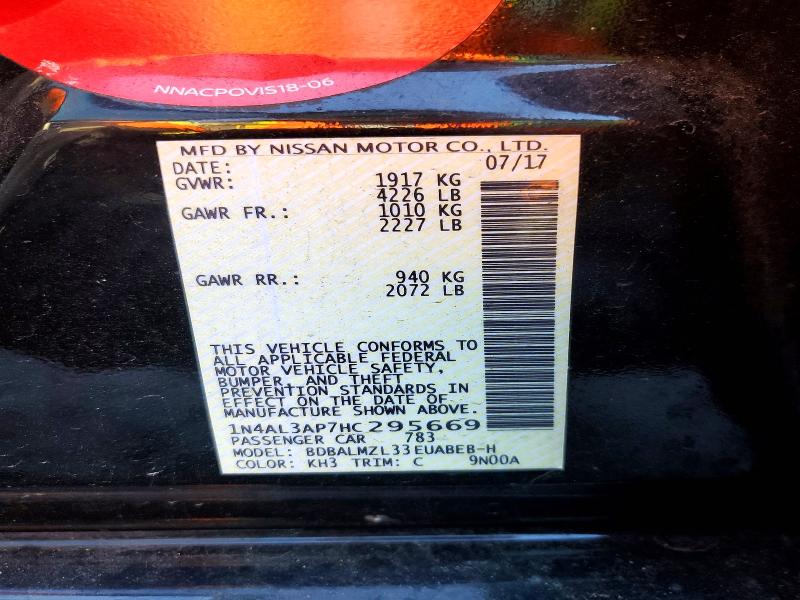 NNACPOVIS18-06
MFD BY NISSAN MOTOR CO., LTD.
DATE: 07/17
GVWR: 1917 KG
4226 LB
GAWR FR.: 1010 KG
2227 LB
GAWR RR.: 940 KG
2072 LB
THIS VEHICLE CONFORMS TO
ALL APPLICABLE FEDERAL
MOTOR VEHICLE SAFETY,
BUMPER, AND THEFT
PREVENTION STANDARDS IN
EFFECT ON THE DATE OF
MANUFACTURE SHOWN ABOVE.
1N4AL3AP7HC295669
PASSENGER CAR 783
MODEL: BDBALMZL33EUABEB-H
COLOR: KH3 TRIM: C 9N00A